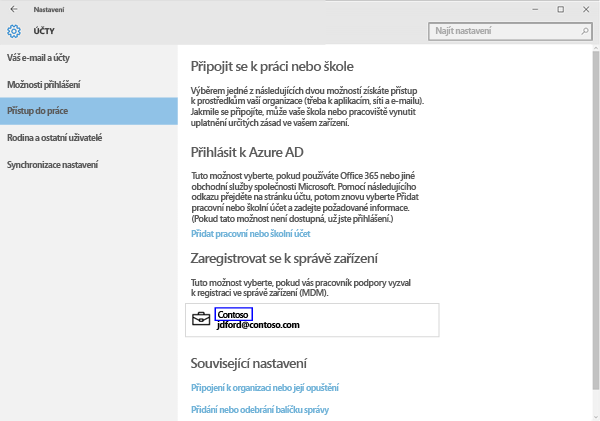 Nastavení
ÚČTY
Najít nastavení
Váš e-mail a účty
Možnosti přihlášení
Přístup do práce
Rodina a ostatní uživatelé
Synchronizace nastavení
Připojit se k práci nebo škole
Výběrem jedné z následujících dvou možností získáte přístup
k prostředkům vaší organizace (třeba k aplikacím, síti a e-mailu).
Jakmile se připojíte, může vaše škola nebo pracoviště vynutit
uplatnění určitých zásad ve vašem zařízení.
Přihlásit k Azure AD
Tuto možnost vyberte, pokud používáte Office 365 nebo jiné
obchodní služby společnosti Microsoft. Pomocí následujícího
odkazu přejděte na stránku účtu, potom znovu vyberte Přidat
pracovní nebo školní účet a zadejte požadované informace.
(Pokud tato možnost není dostupná, už jste přihlášení.)
Přidat pracovní nebo školní účet
Zaregistrovat se k správě zařízení
Tuto možnost vyberte, pokud vás pracovník podpory vyzval
k registraci ve správě zařízení (MDM).
Contoso
jdford@contoso.com
Související nastavení
Připojení k organizaci nebo její opuštění
Přidání nebo odebrání balíčku správy